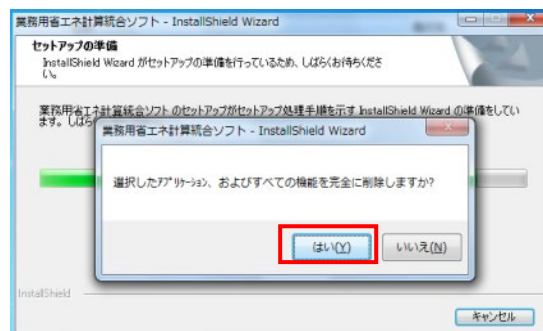 業務用省エネ計算統合ソフト - InstallShield Wizard
セットアップの準備
InstallShield Wizard がセットアップの準備を行っているため、しばらくお待ちくださ
い。
業務用省エネ計算統合ソフト のセットアップがセットアップ処理手順を示す InstallShield Wizard の準備をしてい
ます。しばら
業務用省エネ計算統合ソフト - InstallShield Wizard
選択したアプリケーション、およびすべての機能を完全に削除しますか?
はい(Y)
いいえ(N)
InstallShield
キャンセル